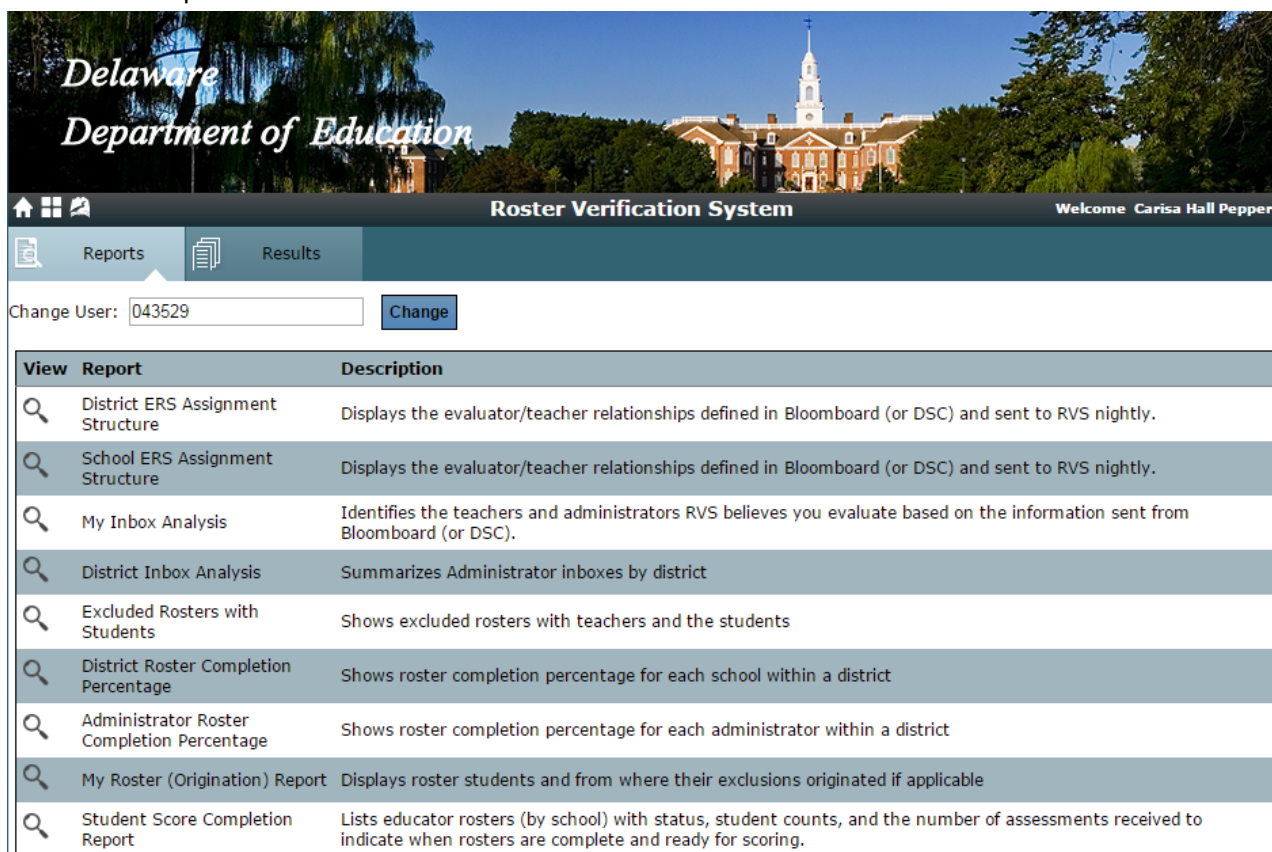 Delaware
Department of Education
Roster Verification System
Welcome Carisa Hall Pepper
Reports
Results
Change User: 043529 Change
View Report Description
District ERS Assignment
Structure
Displays the evaluator/teacher relationships defined in Bloomboard (or DSC) and sent to RVS nightly.
School ERS Assignment
Structure
Displays the evaluator/teacher relationships defined in Bloomboard (or DSC) and sent to RVS nightly.
My Inbox Analysis
Identifies the teachers and administrators RVS believes you evaluate based on the information sent from
Bloomboard (or DSC).
District Inbox Analysis
Summarizes Administrator inboxes by district
Excluded Rosters with
Students
Shows excluded rosters with teachers and the students
District Roster Completion
Percentage
Shows roster completion percentage for each school within a district
Administrator Roster
Completion Percentage
Shows roster completion percentage for each administrator within a district
My Roster (Origination) Report
Displays roster students and from where their exclusions originated if applicable
Student Score Completion
Report
Lists educator rosters (by school) with status, student counts, and the number of assessments received to
indicate when rosters are complete and ready for scoring.